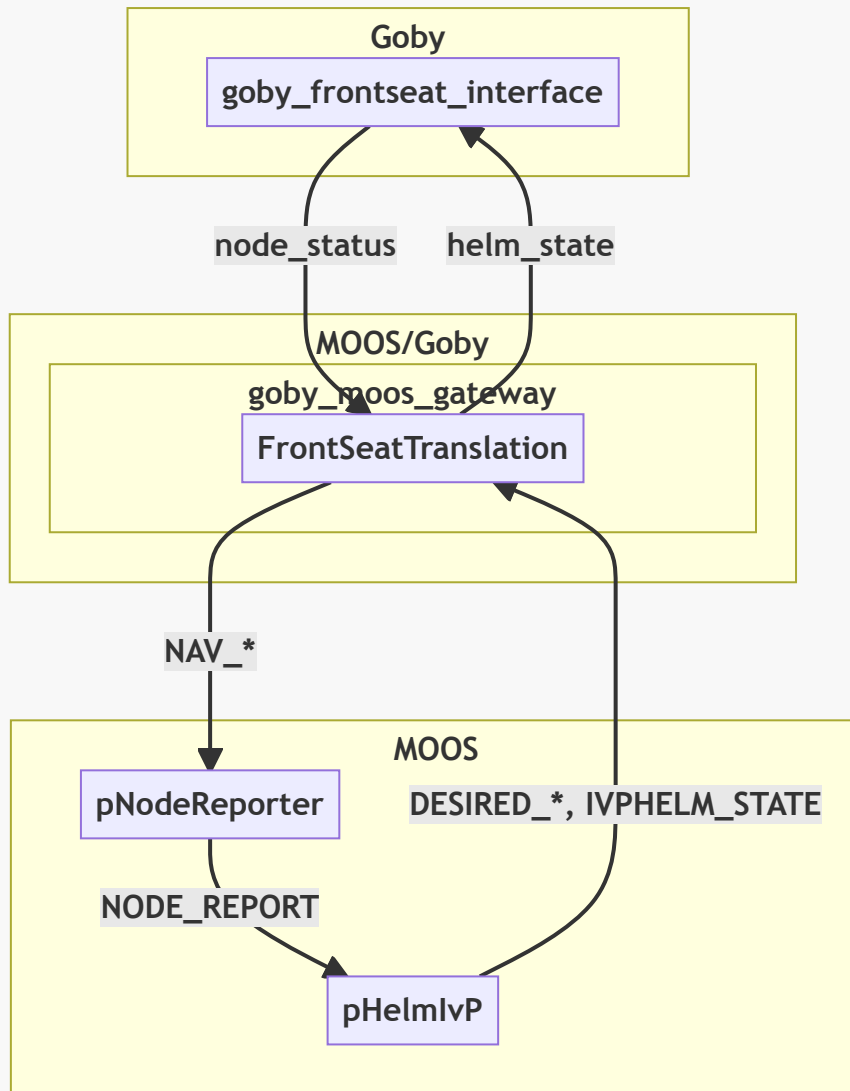 Goby
goby_frontseat_interface
node_status
helm_state
MOOS/Goby
goby_moos_gateway
FrontSeatTranslation
NAV_*
MOOS
pNodeReporter
DESIRED_*, IVPHELM_STATE
NODE_REPORT
pHelmIvP